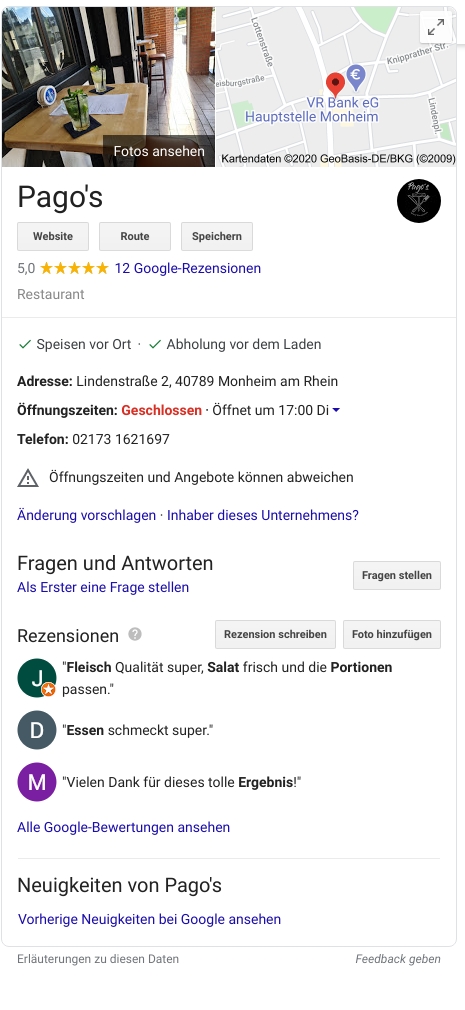 Lottenstraße
Knipprather Str.
eisburgstraße
€
VR Bank eG
Hauptstelle Monheim
Lindenpl.
Fotos ansehen
Kartendaten ©2020 GeoBasis-DE/BKG (©2009)
Pago's
Pago's
Website Route Speichern
5,0 ★★★★★ 12 Google-Rezensionen
Restaurant
✓ Speisen vor Ort · ✓ Abholung vor dem Laden
Adresse: Lindenstraße 2, 40789 Monheim am Rhein
Öffnungszeiten: Geschlossen · Öffnet um 17:00 Di
Telefon: 02173 1621697
Öffnungszeiten und Angebote können abweichen
Änderung vorschlagen · Inhaber dieses Unternehmens?
Fragen und Antworten
Als Erster eine Frage stellen
Fragen stellen
Rezensionen ? Rezension schreiben Foto hinzufügen
J
"Fleisch Qualität super, Salat frisch und die Portionen
passen."
D "Essen schmeckt super."
M "Vielen Dank für dieses tolle Ergebnis!"
Alle Google-Bewertungen ansehen
Neuigkeiten von Pago's
Vorherige Neuigkeiten bei Google ansehen
Erläuterungen zu diesen Daten Feedback geben